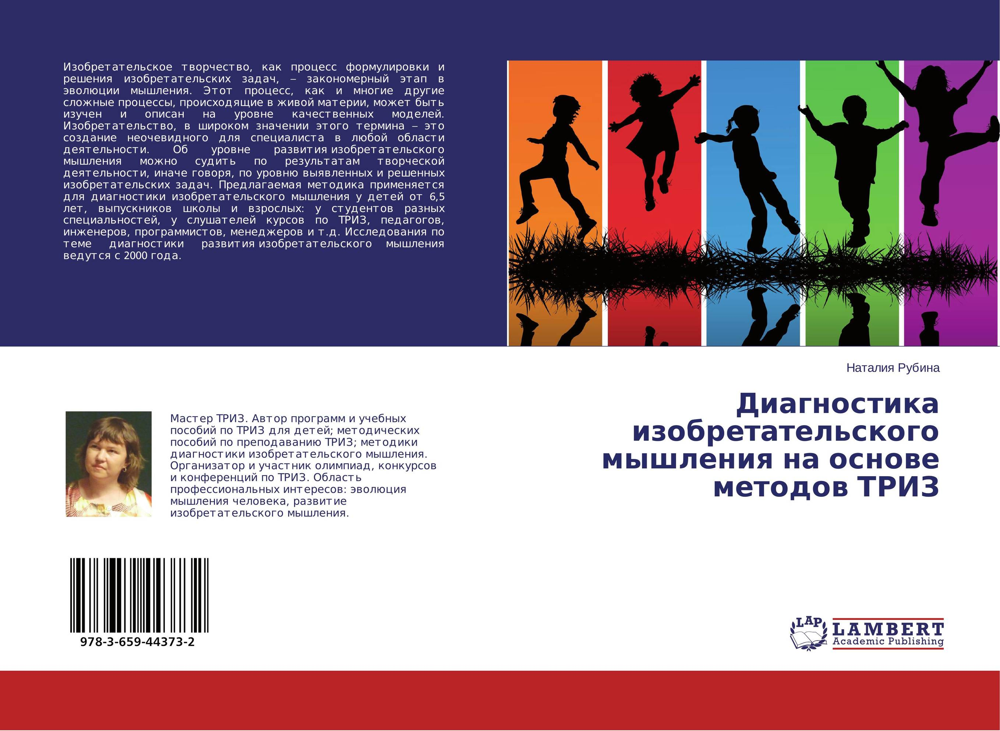 Изобретательское творчество, как процесс формулировки и
решения изобретательских задач, – закономерный этап в
эволюции мышления. Этот процесс, как и многие другие
сложные процессы, происходящие в живой материи, может быть
изучен и описан на уровне качественных моделей.
Изобретательство, в широком значении этого термина – это
создание неочевидного для специалиста в любой области
деятельности. Об уровне развития изобретательского
мышления можно судить по результатам творческой
деятельности, иначе говоря, по уровню выявленных и решенных
изобретательских задач. Предлагаемая методика применяется
для диагностики изобретательского мышления у детей от 6,5
лет, выпускников школы и взрослых: у студентов разных
специальностей, у слушателей курсов по ТРИЗ, педагогов,
инженеров, программистов, менеджеров и т.д. Исследования по
теме диагностики развития изобретательского мышления
ведутся с 2000 года.
Мастер ТРИЗ. Автор программ и учебных
пособий по ТРИЗ для детей; методических
пособий по преподаванию ТРИЗ; методики
диагностики изобретательского мышления.
Организатор и участник олимпиад, конкурсов
и конференций по ТРИЗ. Область
профессиональных интересов: эволюция
мышления человека, развитие
изобретательского мышления.
978-3-659-44373-2
Наталия Рубина
Диагностика
изобретательского
мышления на основе
методов ТРИЗ
LAP
LAMBERT
Academic Publishing